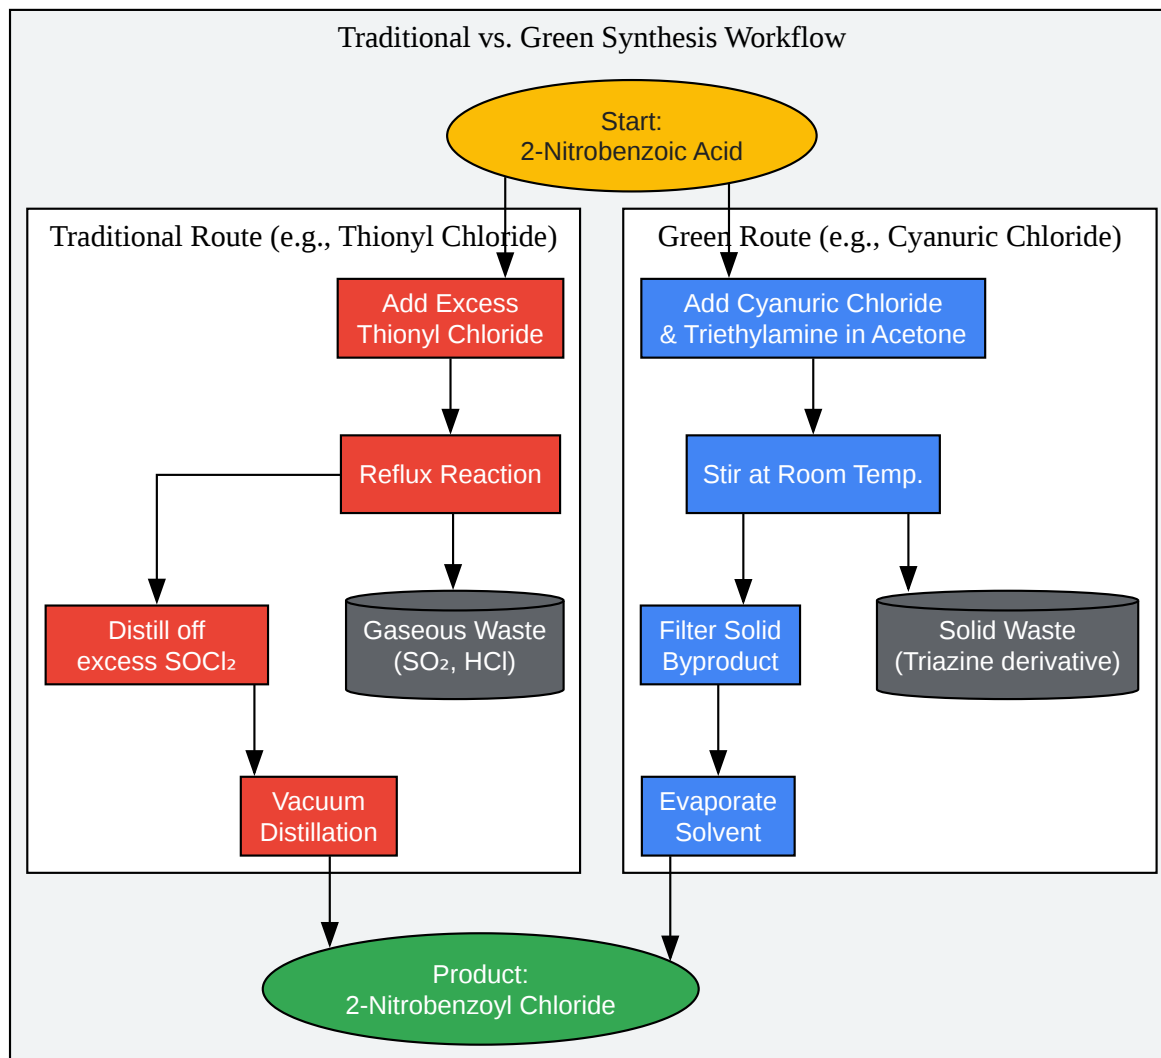 Traditional vs. Green Synthesis Workflow
Start:
2-Nitrobenzoic Acid
Traditional Route (e.g., Thionyl Chloride)
Add Excess
Thionyl Chloride
Reflux Reaction
Distill off
excess SOCl₂
Gaseous Waste
(SO₂, HCl)
Vacuum
Distillation
Green Route (e.g., Cyanuric Chloride)
Add Cyanuric Chloride
& Triethylamine in Acetone
Stir at Room Temp.
Filter Solid
Byproduct
Solid Waste
(Triazine derivative)
Evaporate
Solvent
Product:
2-Nitrobenzoyl Chloride